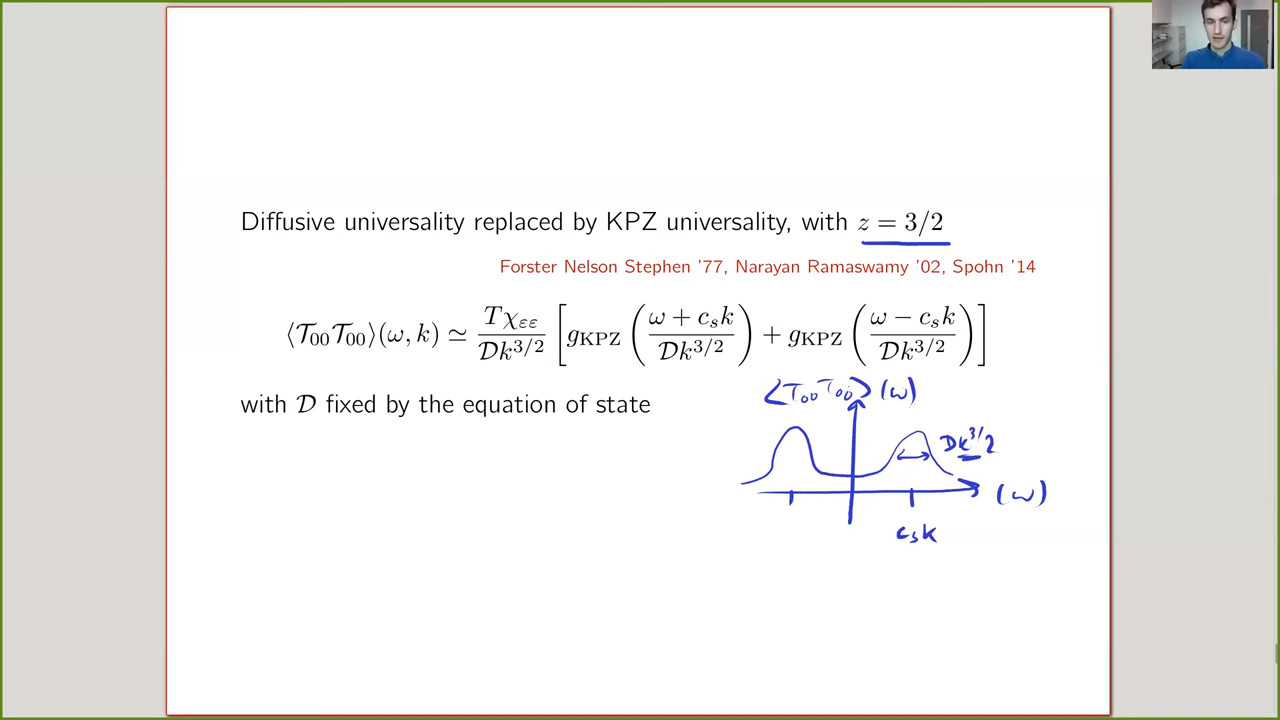 Diffusive universality replaced by KPZ universality, with z = 3/2
Forster Nelson Stephen '77, Narayan Ramaswamy '02, Spohn '14
⟨𝒯₀₀𝒯₀₀⟩(ω, k) ≃ Tχ_εε / 𝒟k^{3/2} [ g_KPZ ( (ω + c_s k) / 𝒟k^{3/2} ) + g_KPZ ( (ω − c_s k) / 𝒟k^{3/2} ) ]
with 𝒟 fixed by the equation of state
⟨T₀₀T₀₀⟩(ω)
Dk^{3/2}
(ω)
c_s k